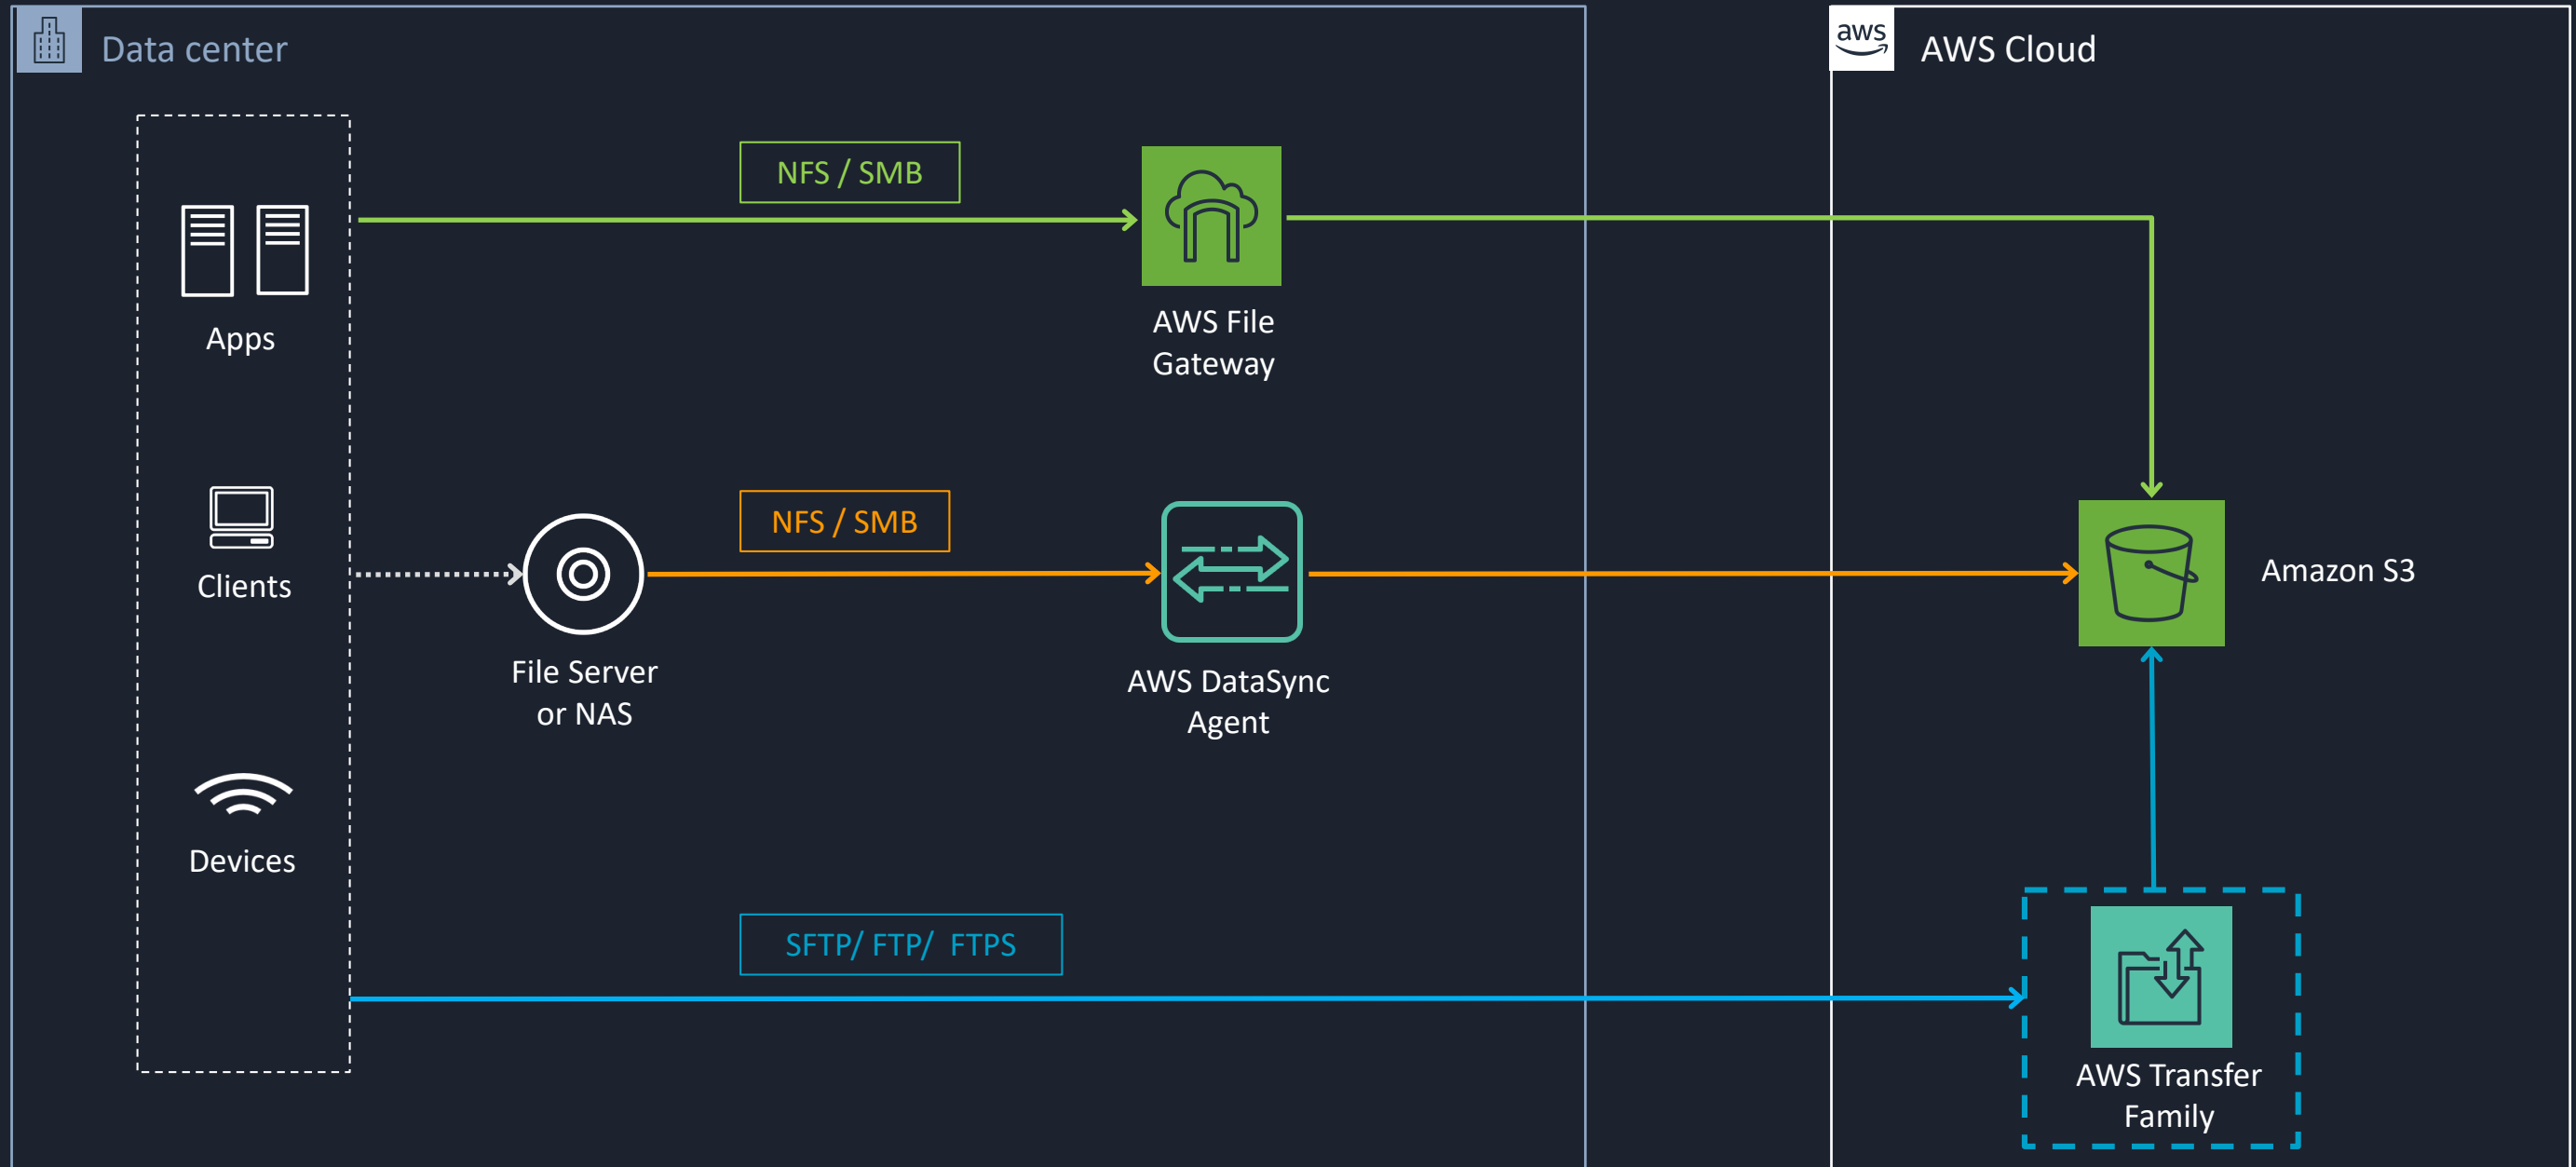 Data center
aws
AWS Cloud
NFS / SMB
Apps
AWS File
Gateway
NFS / SMB
Clients
File Server
or NAS
AWS DataSync
Agent
Amazon S3
Devices
SFTP/ FTP/ FTPS
AWS Transfer
Family